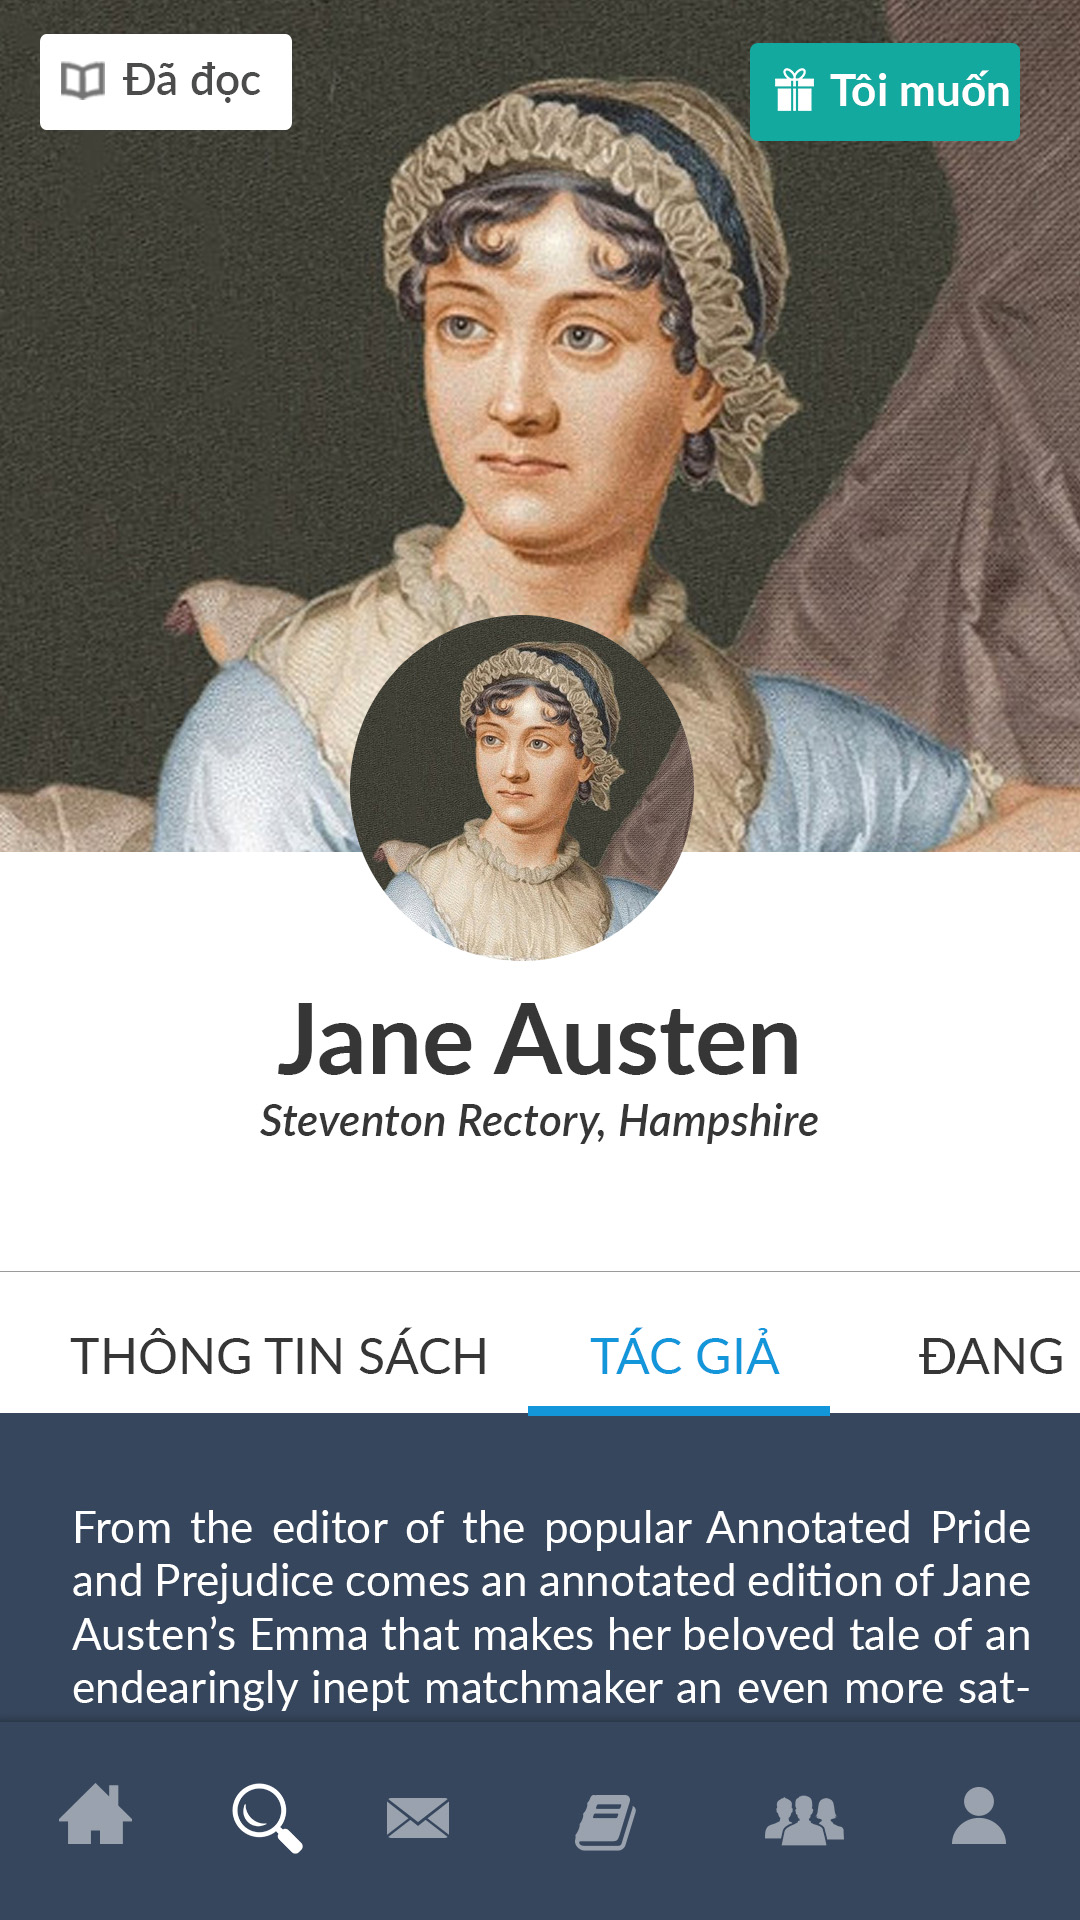 Đã đọc
Tôi muốn
Jane Austen
Steventon Rectory, Hampshire
THÔNG TIN SÁCH
TÁC GIẢ
ĐANG
From the editor of the popular Annotated Pride
and Prejudice comes an annotated edition of Jane
Austen’s Emma that makes her beloved tale of an
endearingly inept matchmaker an even more sat-